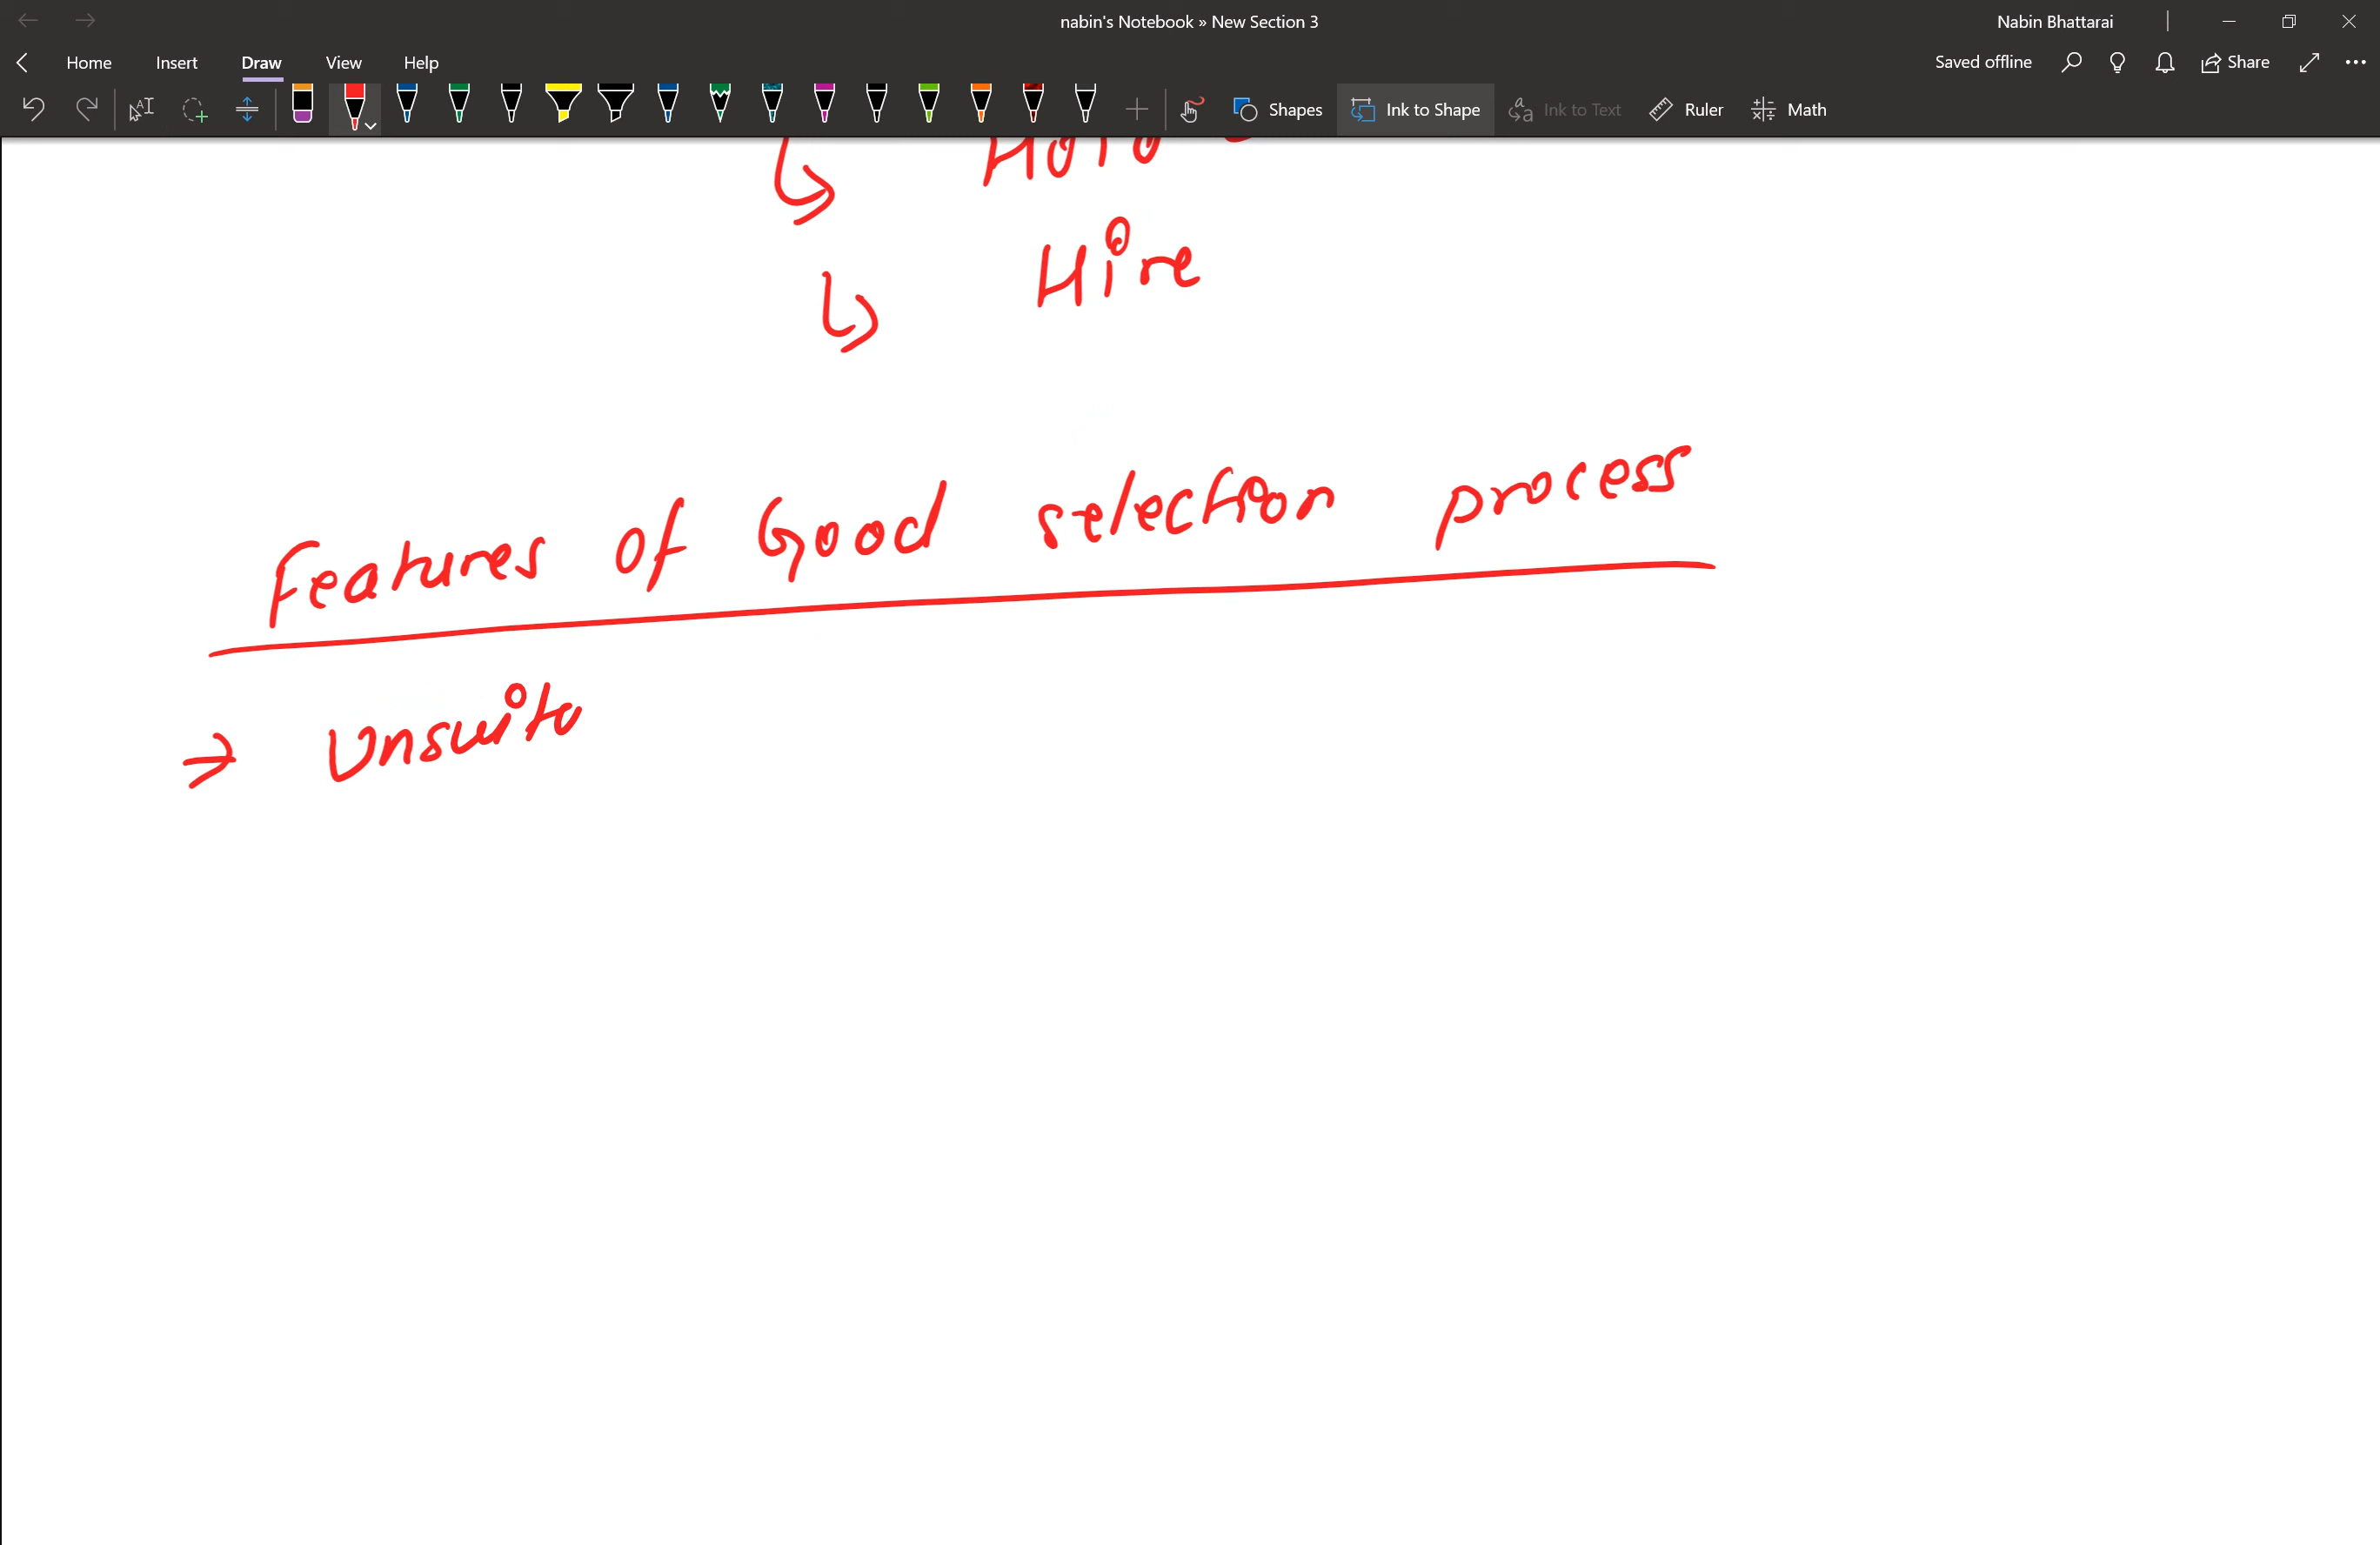 nabin's Notebook » New Section 3
Nabin Bhattarai
Home Insert Draw View Help
Saved offline
Share
Shapes
Ink to Shape
Ink to Text
Ruler
Math
Hire
Features of Good selection process
Unsuita